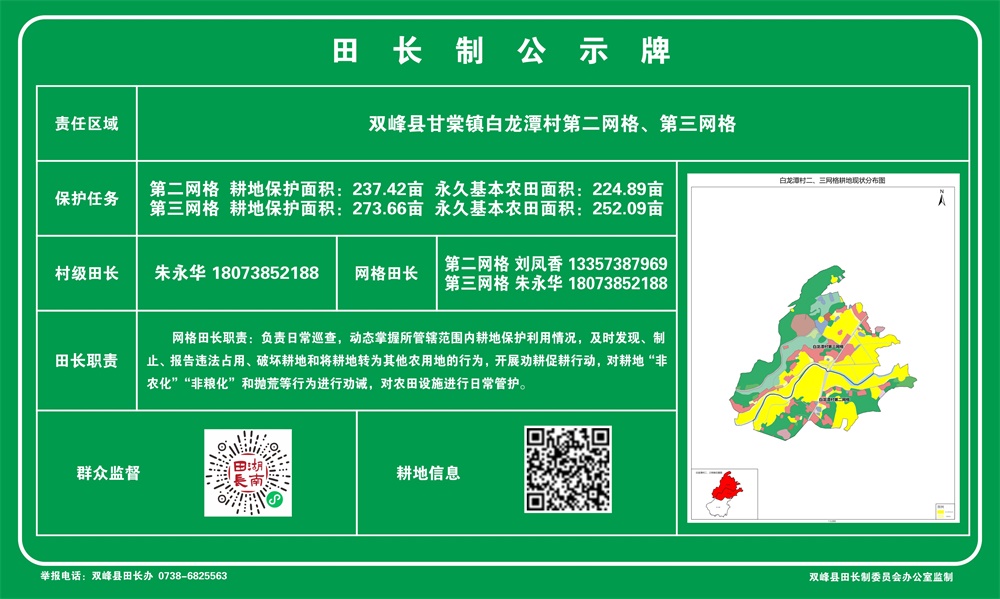 田长制公示牌
责任区域
双峰县甘棠镇白龙潭村第二网格、第三网格
保护任务
第二网格 耕地保护面积：237.42亩 永久基本农田面积：224.89亩
第三网格 耕地保护面积：273.66亩 永久基本农田面积：252.09亩
村级田长
朱永华 18073852188
网格田长
第二网格 刘凤香 13357387969
第三网格 朱永华 18073852188
田长职责
网格田长职责：负责日常巡查，动态掌握所管辖范围内耕地保护利用情况，及时发现、制
止、报告违法占用、破坏耕地和将耕地转为其他农用地的行为，开展劝耕促耕行动，对耕地“非
农化”“非粮化”和抛荒等行为进行劝诫，对农田设施进行日常管护。
群众监督
湖南田長
耕地信息
白龙潭村二、三网格耕地现状分布图
N
白龙潭村第三网格
白龙潭村第二网格
举报电话：双峰县田长办 0738-6825563
双峰县田长制委员会办公室监制